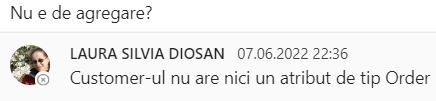 Nu e de agregare?
LAURA SILVIA DIOSAN 07.06.2022 22:36
Customer-ul nu are nici un atribut de tip Order